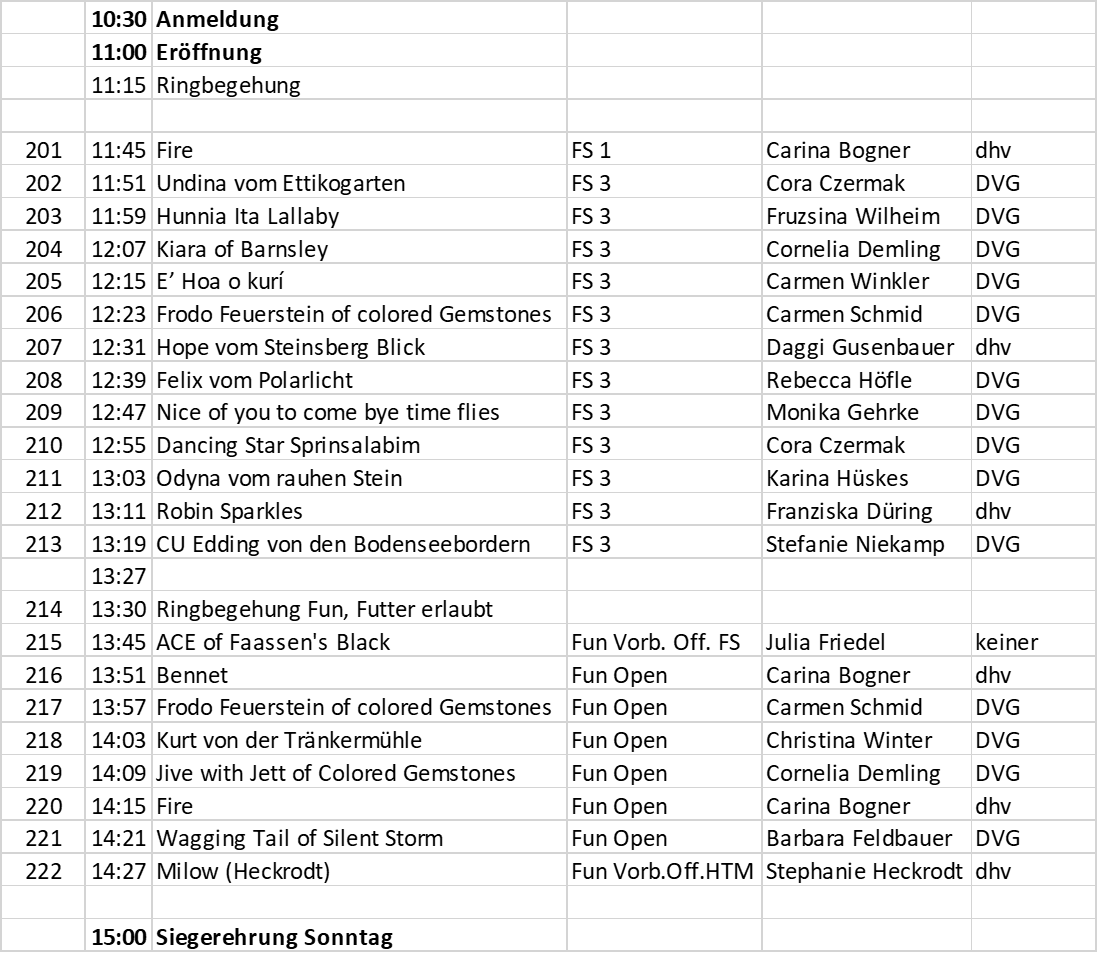 10:30 Anmeldung
11:00 Eröffnung
11:15 Ringbegehung
201 11:45 Fire FS 1 Carina Bogner dhv
202 11:51 Undina vom Ettikogarten FS 3 Cora Czermak DVG
203 11:59 Hunnia Ita Lallaby FS 3 Fruzsina Wilheim DVG
204 12:07 Kiara of Barnsley FS 3 Cornelia Demling DVG
205 12:15 E’ Hoa o kurí FS 3 Carmen Winkler DVG
206 12:23 Frodo Feuerstein of colored Gemstones FS 3 Carmen Schmid DVG
207 12:31 Hope vom Steinsberg Blick FS 3 Daggi Gusenbauer dhv
208 12:39 Felix vom Polarlicht FS 3 Rebecca Höfle DVG
209 12:47 Nice of you to come bye time flies FS 3 Monika Gehrke DVG
210 12:55 Dancing Star Sprinsalabim FS 3 Cora Czermak DVG
211 13:03 Odyna vom rauhen Stein FS 3 Karina Hüskes DVG
212 13:11 Robin Sparkles FS 3 Franziska Düring dhv
213 13:19 CU Edding von den Bodenseebordern FS 3 Stefanie Niekamp DVG
13:27
214 13:30 Ringbegehung Fun, Futter erlaubt
215 13:45 ACE of Faassen's Black Fun Vorb. Off. FS Julia Friedel keiner
216 13:51 Bennet Fun Open Carina Bogner dhv
217 13:57 Frodo Feuerstein of colored Gemstones Fun Open Carmen Schmid DVG
218 14:03 Kurt von der Tränkermühle Fun Open Christina Winter DVG
219 14:09 Jive with Jett of Colored Gemstones Fun Open Cornelia Demling DVG
220 14:15 Fire Fun Open Carina Bogner dhv
221 14:21 Wagging Tail of Silent Storm Fun Open Barbara Feldbauer DVG
222 14:27 Milow (Heckrodt) Fun Vorb.Off.HTM Stephanie Heckrodt dhv
15:00 Siegerehrung Sonntag